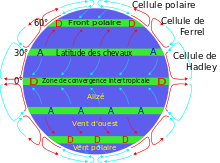 Cellule polaire
60° Front polaire
Cellule de
Ferrel
D D
30° A Latitudes des chevaux A
Cellule de
Hadley
0° D Zone de convergence intertropicale D
Alizé
A A A A
Vent d'ouest
D D D
Vent polaire